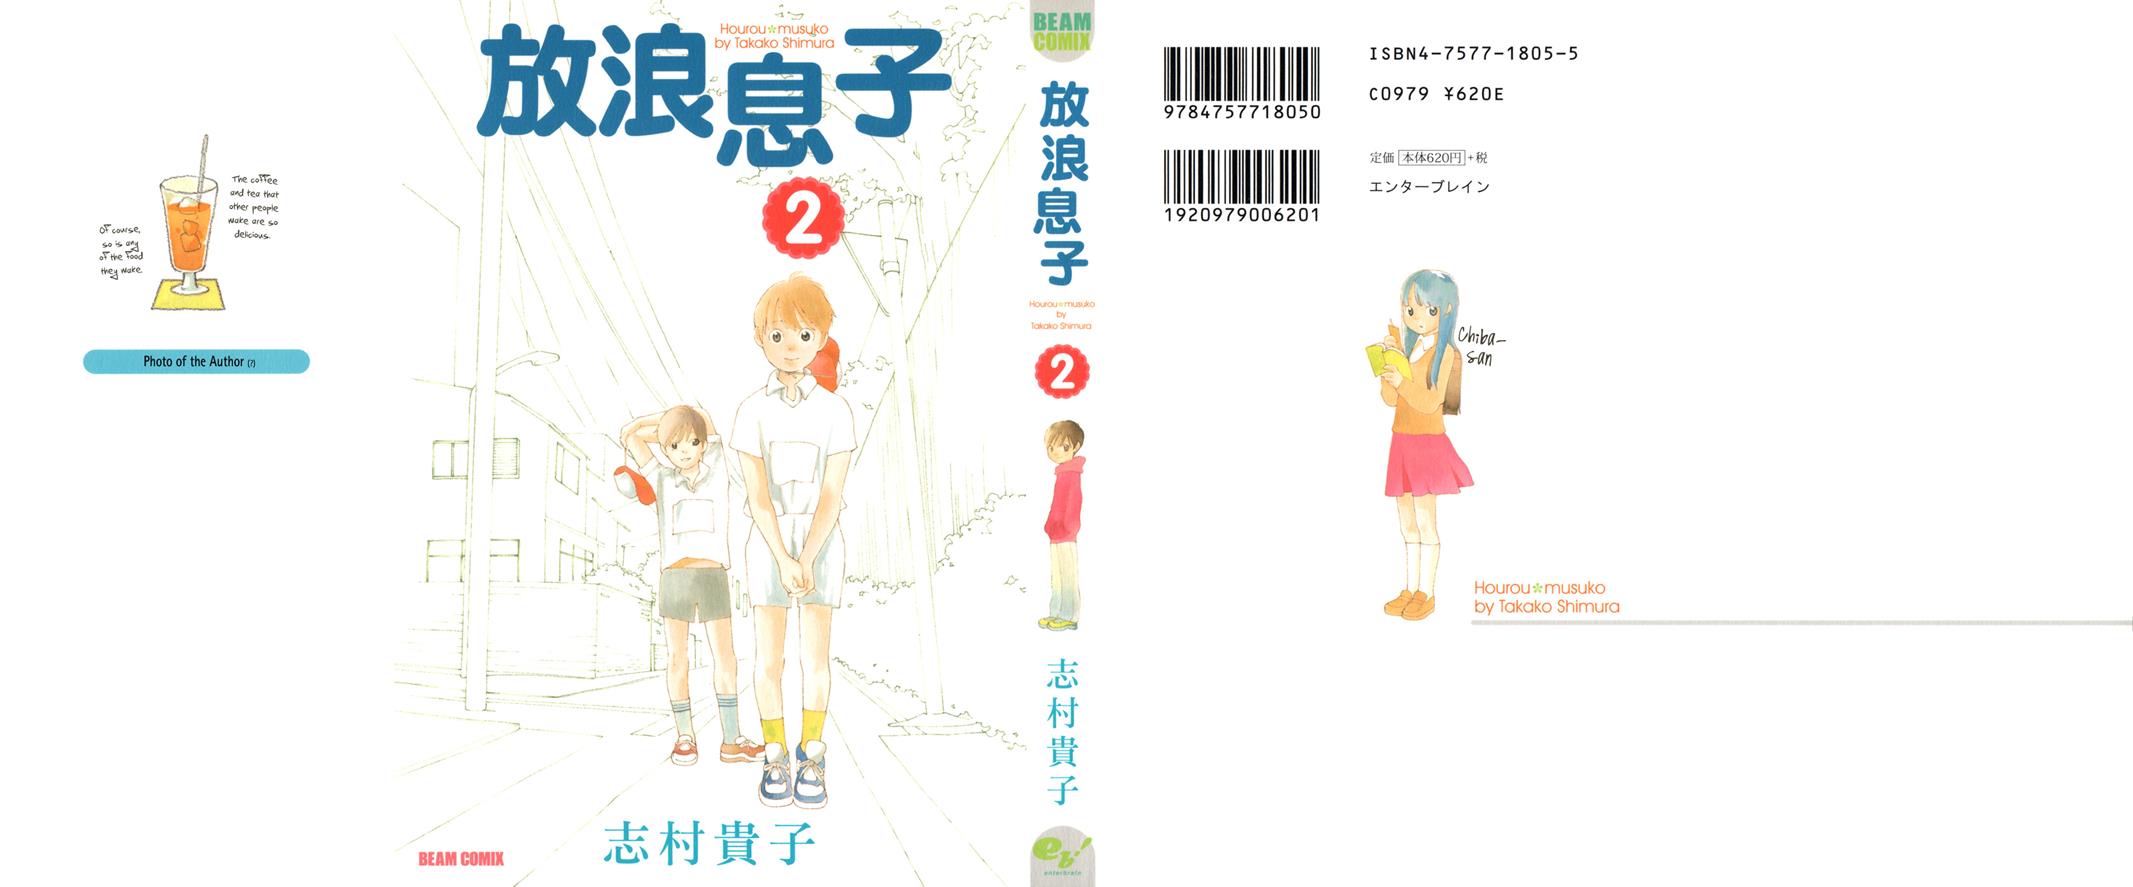 The coffee
and tea that
other people
make are so
delicious.
Of course,
so is any
of the food
they make.
Photo of the Author (?)
放浪息子
Hourou*musuko
by Takako Shimura
2
志村貴子
BEAM COMIX
BEAM
COMIX
放浪息子
Hourou*musuko
by
Takako Shimura
2
志村貴子
eb!
enterbrain
9784757718050
1920979006201
ISBN4-7577-1805-5
C0979 ¥620E
定価 本体620円 +税
エンターブレイン
Chiba-
san
Hourou*musuko
by Takako Shimura